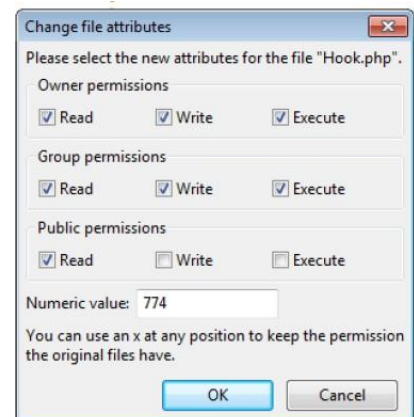 Change file attributes
Please select the new attributes for the file "Hook.php".
Owner permissions
Read Write Execute
Group permissions
Read Write Execute
Public permissions
Read Write Execute
Numeric value: 774
You can use an x at any position to keep the permission
the original files have.
OK Cancel